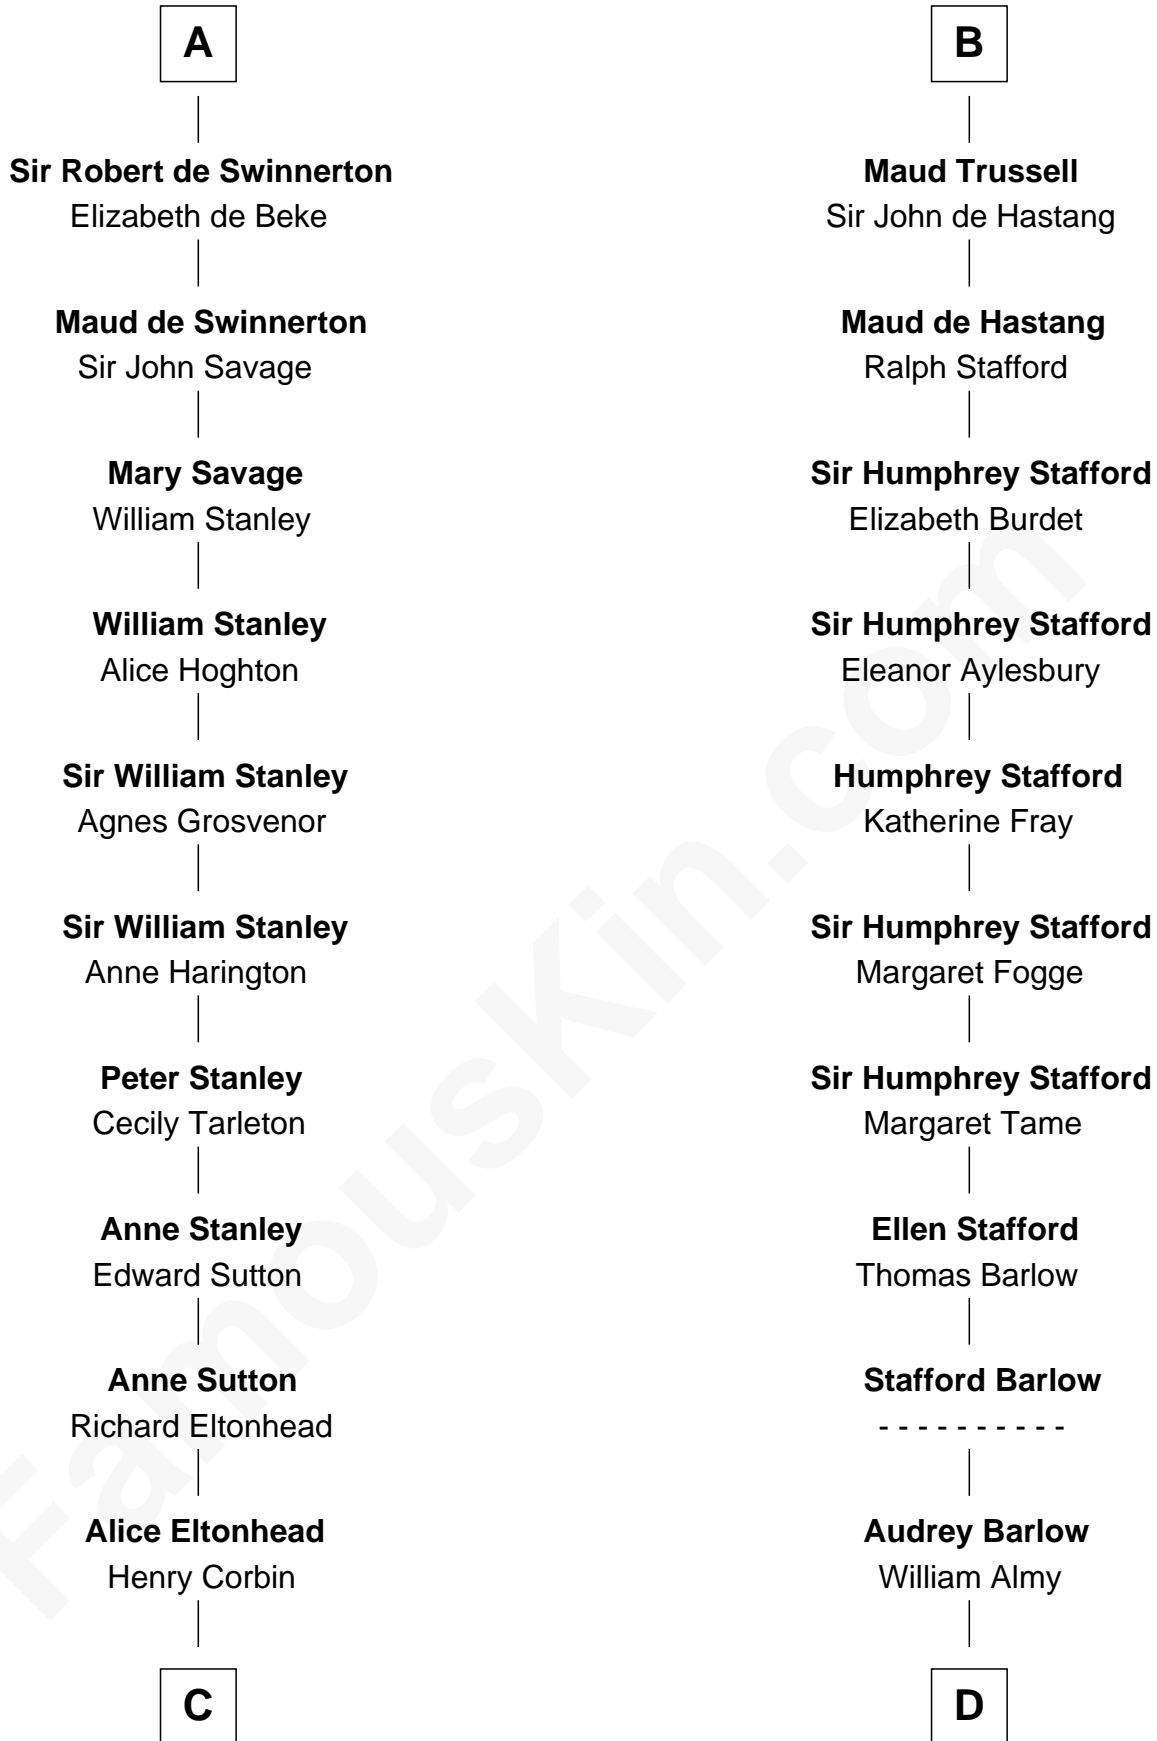 A
Sir Robert de Swinnerton
Elizabeth de Beke
Maud de Swinnerton
Sir John Savage
Mary Savage
William Stanley
William Stanley
Alice Hoghton
Sir William Stanley
Agnes Grosvenor
Sir William Stanley
Anne Harington
Peter Stanley
Cecily Tarleton
Anne Stanley
Edward Sutton
Anne Sutton
Richard Eltonhead
Alice Eltonhead
Henry Corbin
C
B
Maud Trussell
Sir John de Hastang
Maud de Hastang
Ralph Stafford
Sir Humphrey Stafford
Elizabeth Burdet
Sir Humphrey Stafford
Eleanor Aylesbury
Humphrey Stafford
Katherine Fray
Sir Humphrey Stafford
Margaret Fogge
Sir Humphrey Stafford
Margaret Tame
Ellen Stafford
Thomas Barlow
Stafford Barlow
- - - - - - - - - -
Audrey Barlow
William Almy
D
FamousKin.com